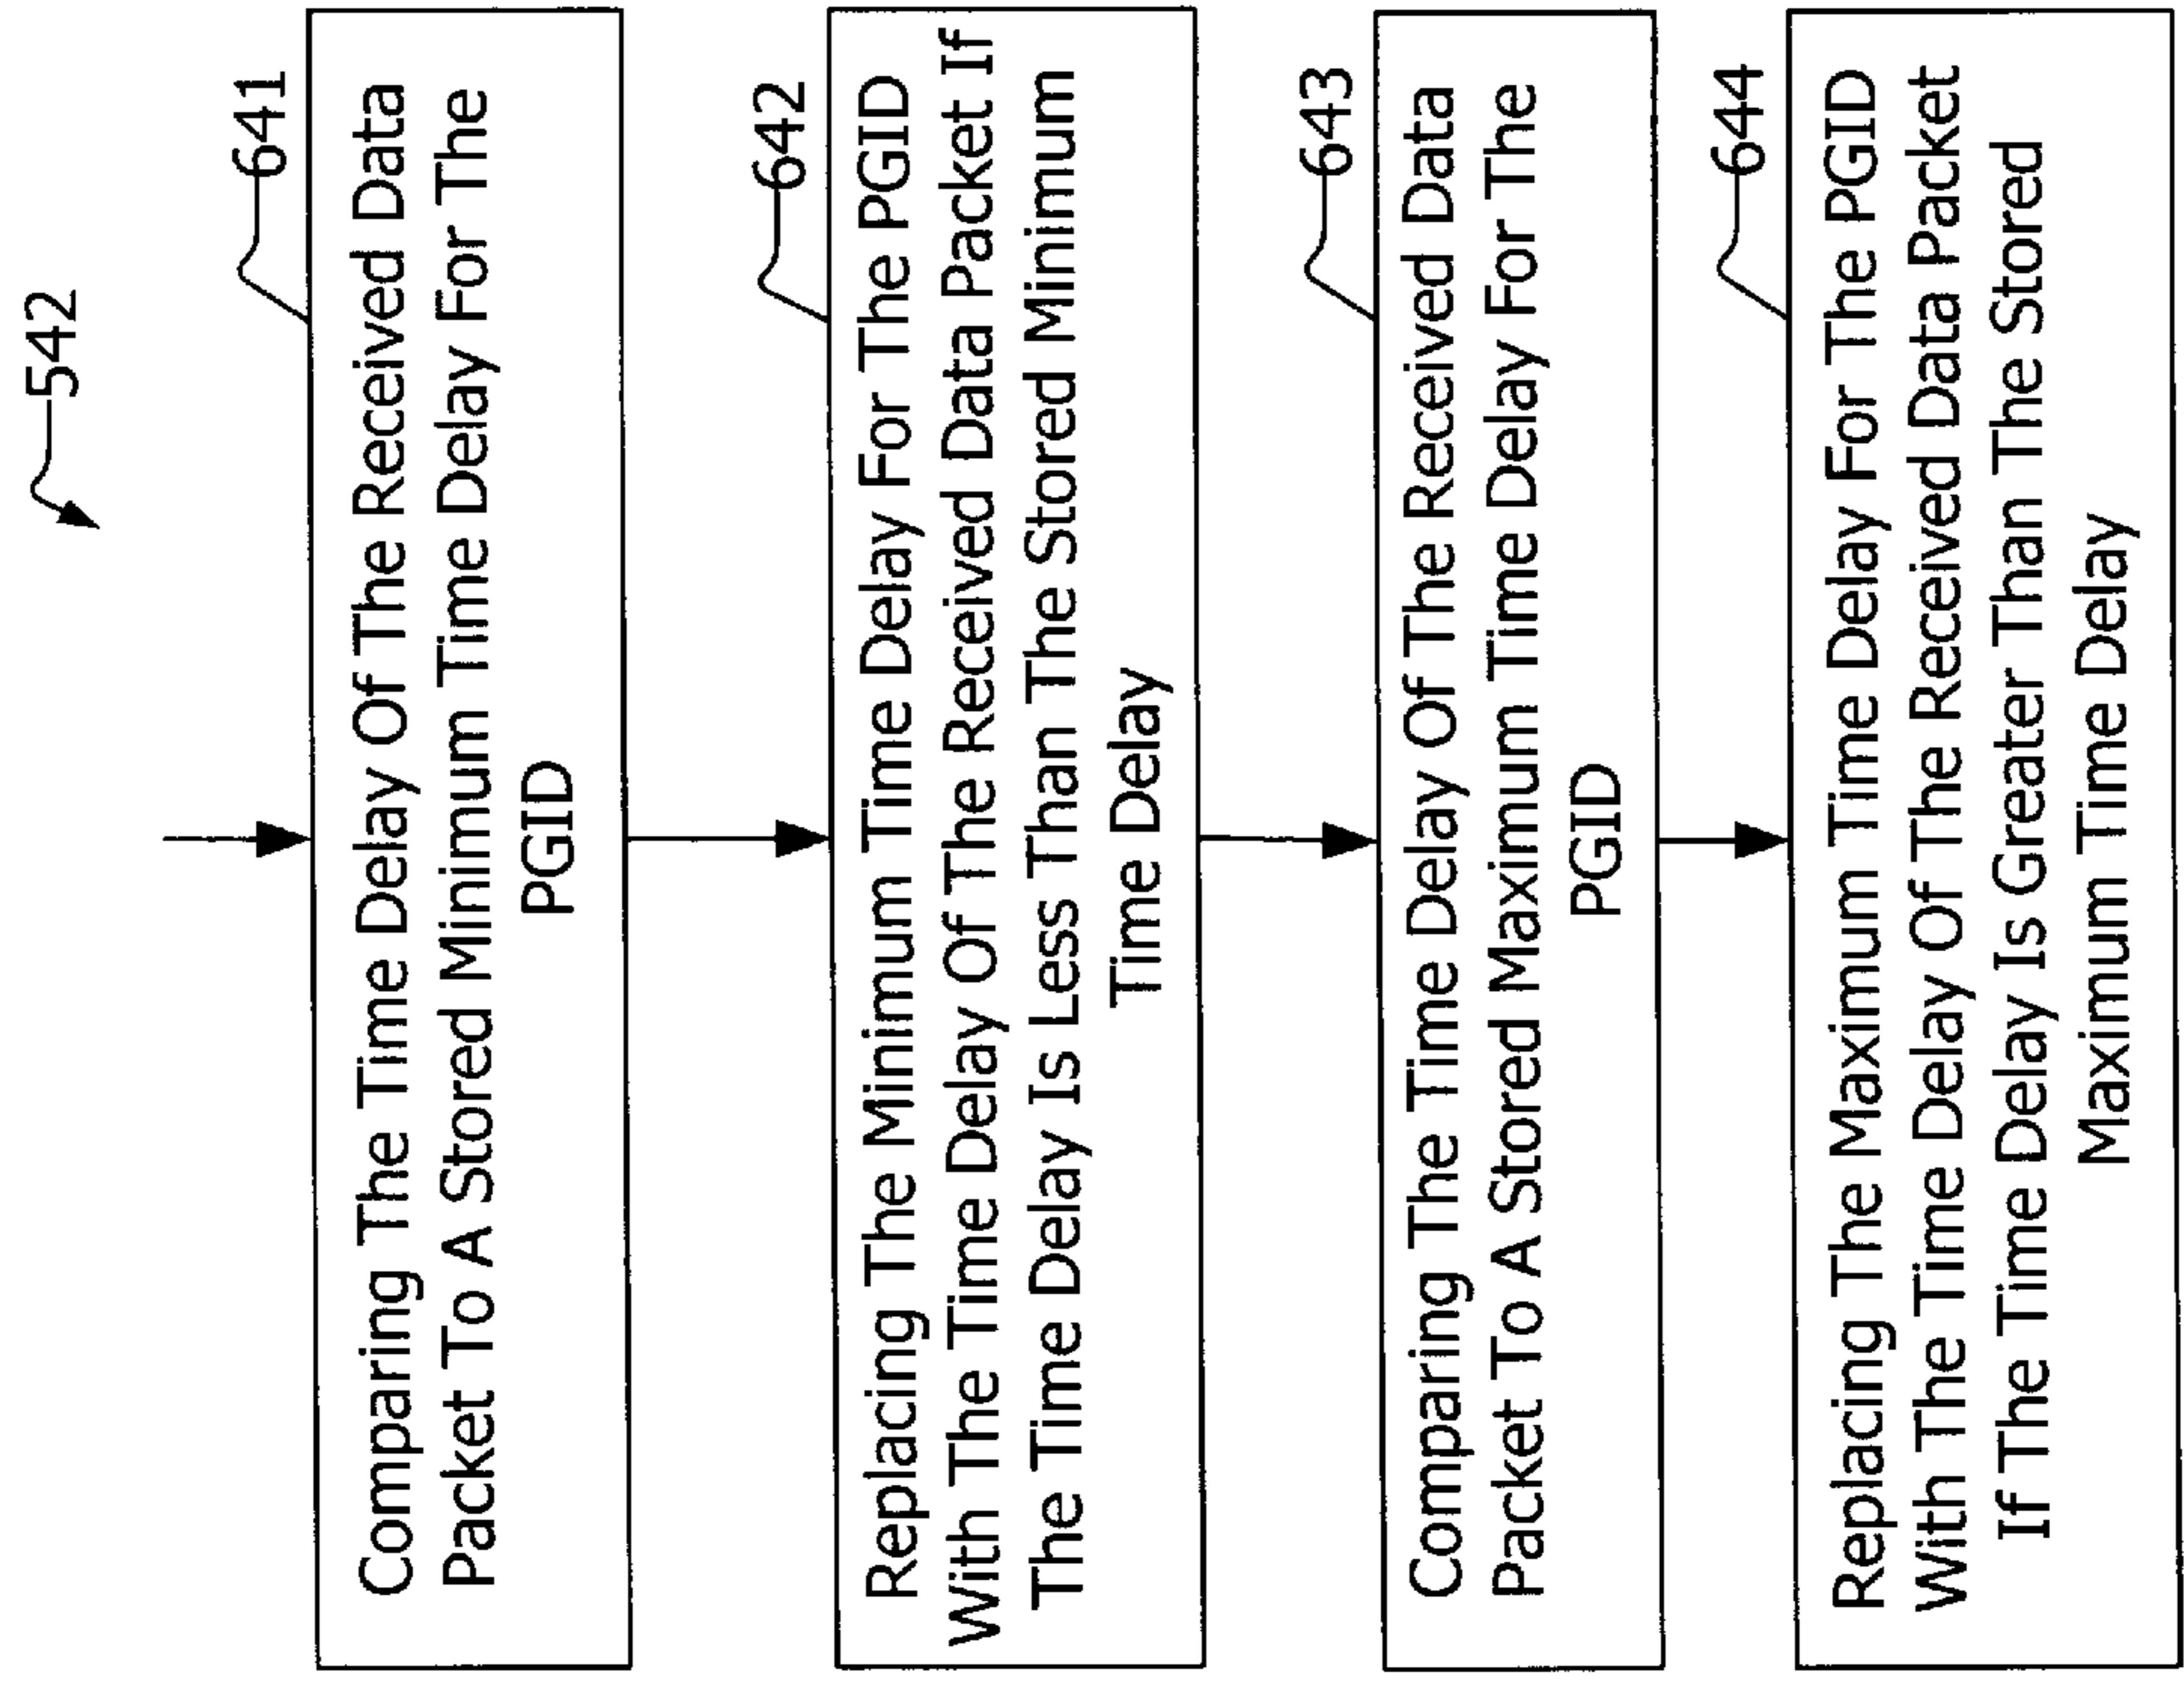 542
641
Comparing The Time Delay Of The Received Data
Packet To A Stored Minimum Time Delay For The
PGID
642
Replacing The Minimum Time Delay For The PGID
With The Time Delay Of The Received Data Packet If
The Time Delay Is Less Than The Stored Minimum
Time Delay
643
Comparing The Time Delay Of The Received Data
Packet To A Stored Maximum Time Delay For The
PGID
644
Replacing The Maximum Time Delay For The PGID
With The Time Delay Of The Received Data Packet
If The Time Delay Is Greater Than The Stored
Maximum Time Delay